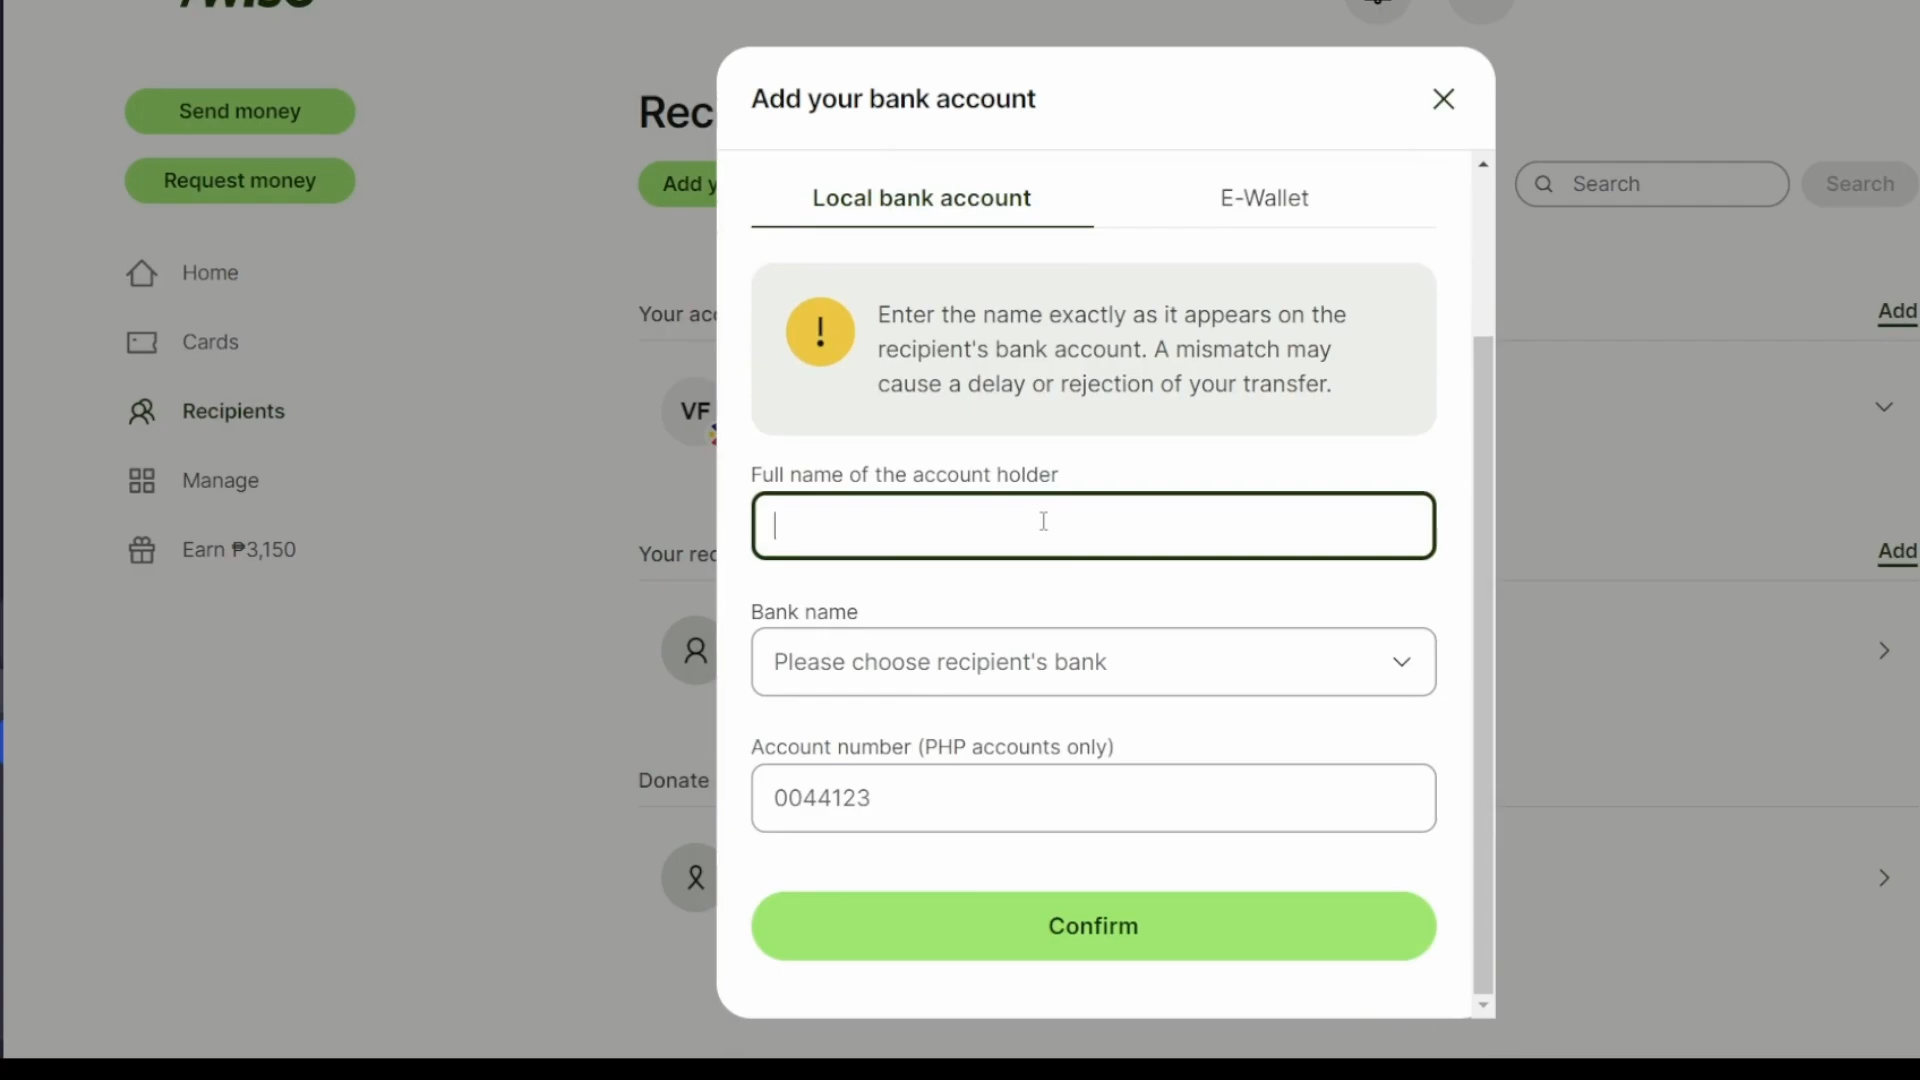 Send money
Request money
Home
Cards
Recipients
Manage
Earn ₱3,150
Rec
Add y
Search
Search
Your acc
Add
VF
Your rec
Add
Donate
Add your bank account
Local bank account
E-Wallet
!
Enter the name exactly as it appears on the
recipient's bank account. A mismatch may
cause a delay or rejection of your transfer.
Full name of the account holder
Bank name
Please choose recipient's bank
Account number (PHP accounts only)
0044123
Confirm